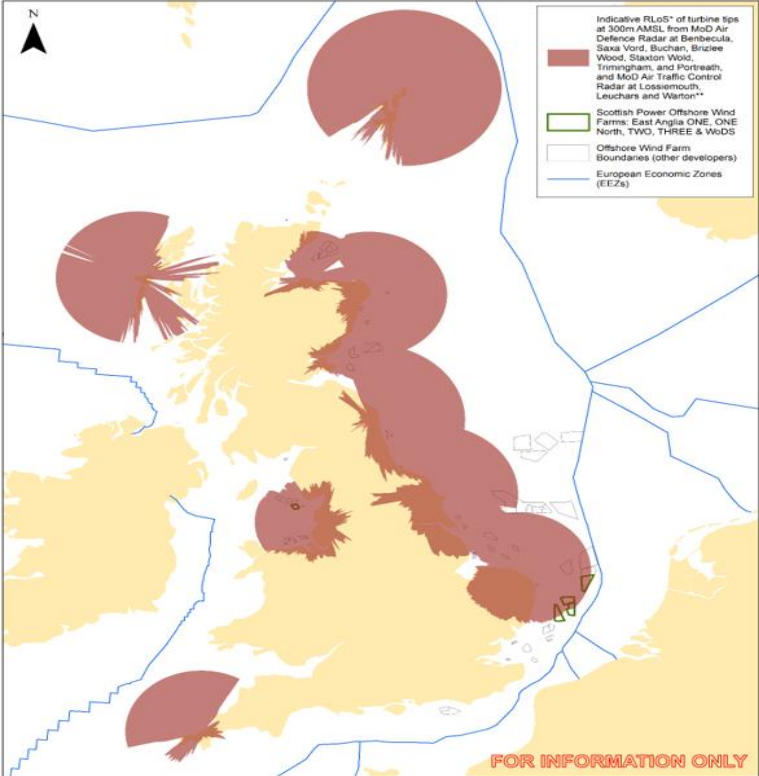 N
Indicative RLoS* of turbine tips
at 300m AMSL from MoD Air
Defence Radar at Benbecula,
Saxa Vord, Buchan, Brizlee
Wood, Staxton Wold,
Trimingham, and Portreath,
and MoD Air Traffic Control
Radar at Lossiemouth,
Leuchars and Warton**
Scottish Power Offshore Wind
Farms: East Anglia ONE, ONE
North, TWO, THREE & WoDS
Offshore Wind Farm
Boundaries (other developers)
European Economic Zones
(EEZs)
FOR INFORMATION ONLY